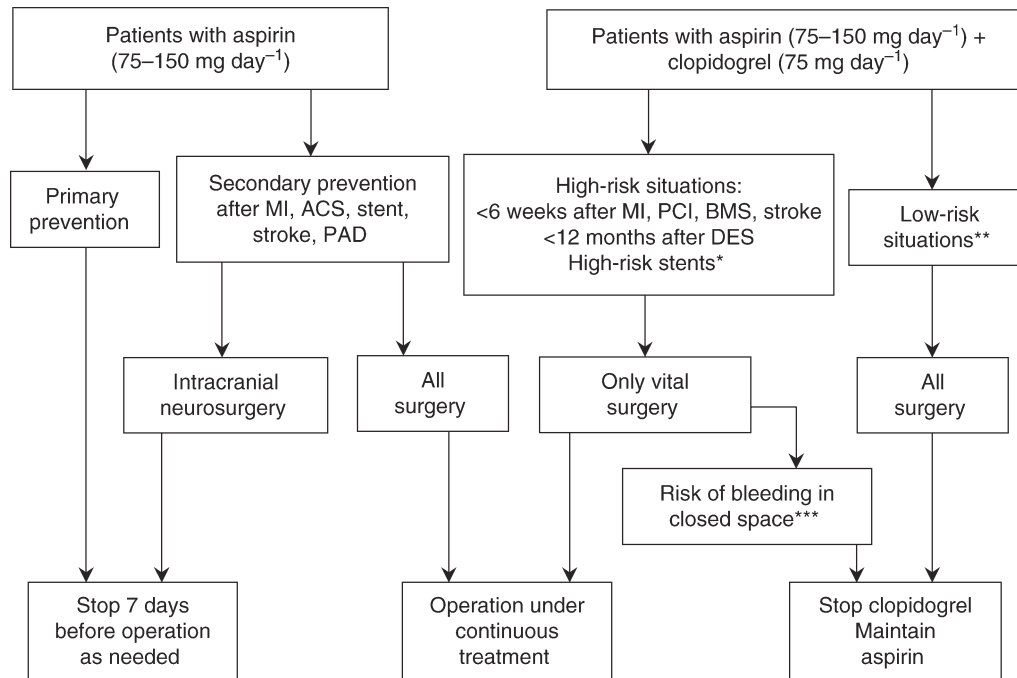 Patients with aspirin
(75–150 mg day⁻¹)
Patients with aspirin (75–150 mg day⁻¹) +
clopidogrel (75 mg day⁻¹)
Primary
prevention
Secondary prevention
after MI, ACS, stent,
stroke, PAD
High-risk situations:
<6 weeks after MI, PCI, BMS, stroke
<12 months after DES
High-risk stents*
Low-risk
situations**
Intracranial
neurosurgery
All
surgery
Only vital
surgery
All
surgery
Risk of bleeding in
closed space***
Stop 7 days
before operation
as needed
Operation under
continuous
treatment
Stop clopidogrel
Maintain
aspirin